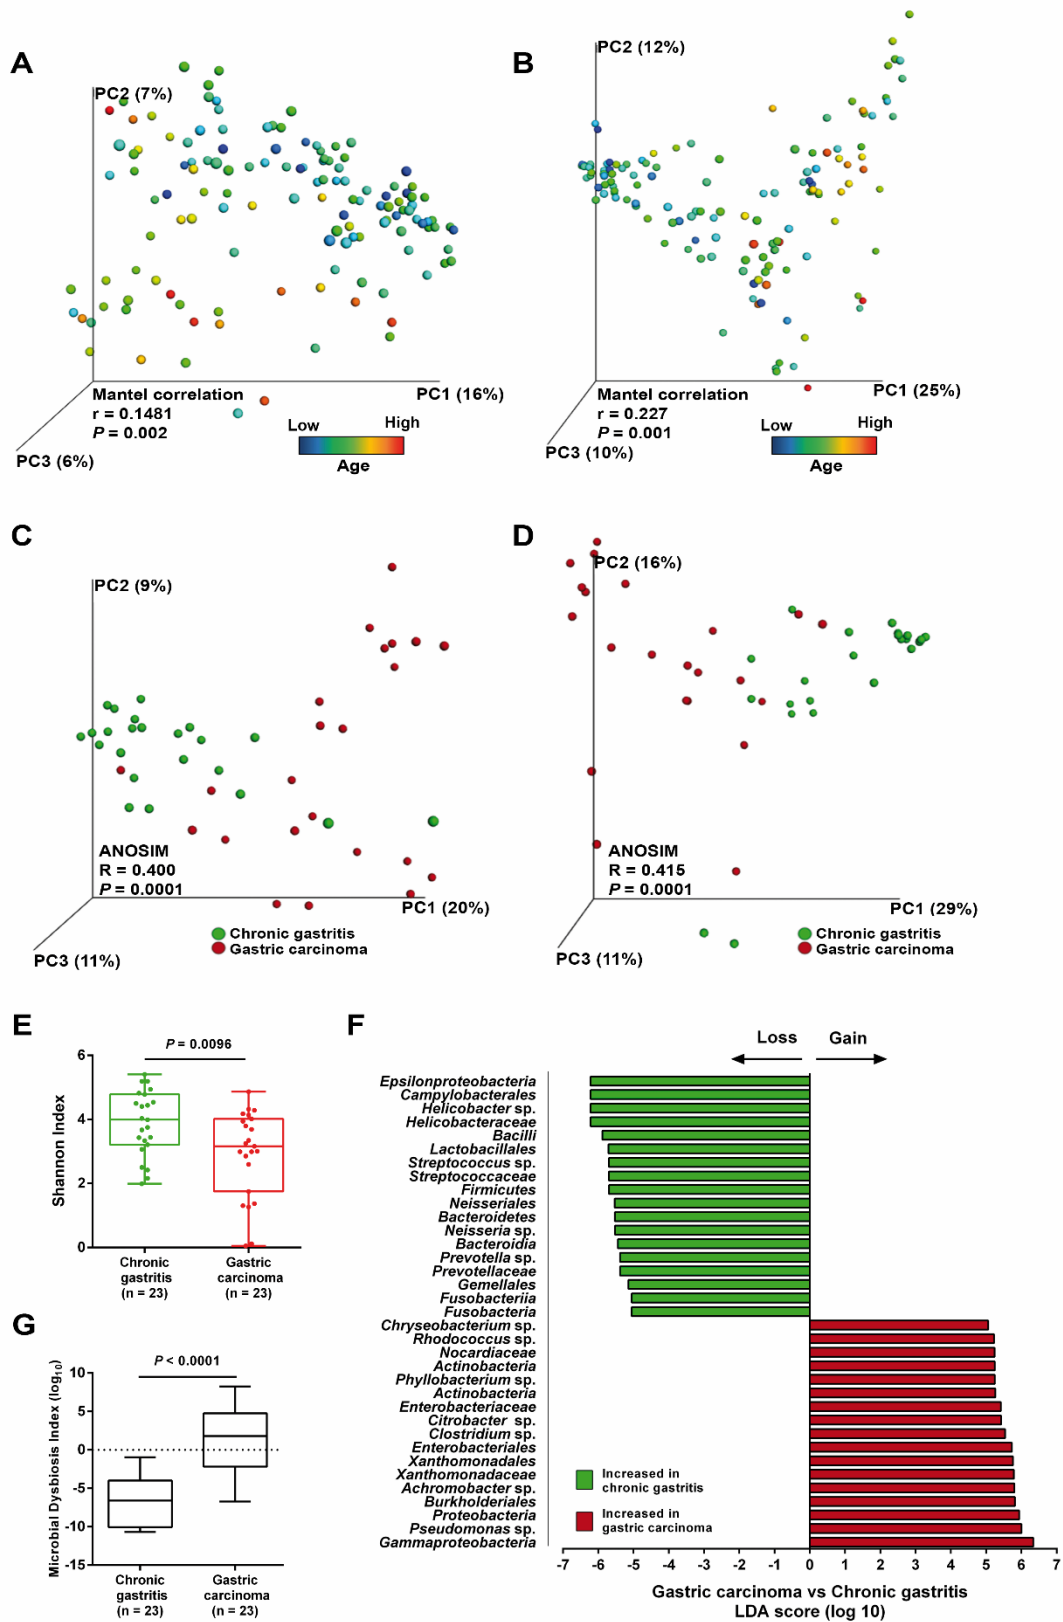 A
PC2 (7%)
PC1 (16%)
PC3 (6%)
Mantel correlation
r = 0.1481
P = 0.002
Low
High
Age
B
PC2 (12%)
PC1 (25%)
PC3 (10%)
Mantel correlation
r = 0.227
P = 0.001
Low
High
Age
C
PC2 (9%)
ANOSIM
R = 0.400
P = 0.0001
PC1 (20%)
PC3 (11%)
Chronic gastritis
Gastric carcinoma
D
PC2 (16%)
ANOSIM
R = 0.415
P = 0.0001
PC1 (29%)
PC3 (11%)
Chronic gastritis
Gastric carcinoma
E
P = 0.0096
Shannon Index
6
4
2
0
Chronic
gastritis
(n = 23)
Gastric
carcinoma
(n = 23)
F
Loss
Gain
Epsilonproteobacteria
Campylobacterales
Helicobacter sp.
Helicobacteraceae
Bacilli
Lactobacillales
Streptococcus sp.
Streptococcaceae
Firmicutes
Neisseriales
Bacteroidetes
Neisseria sp.
Bacteroidia
Prevotella sp.
Prevotellaceae
Gemellales
Fusobacteriia
Fusobacteria
Chryseobacterium sp.
Rhodococcus sp.
Nocardiaceae
Actinobacteria
Phyllobacterium sp.
Actinobacteria
Enterobacteriaceae
Citrobacter sp.
Clostridium sp.
Enterobacteriales
Xanthomonadales
Xanthomonadaceae
Achromobacter sp.
Burkholderiales
Proteobacteria
Pseudomonas sp.
Gammaproteobacteria
Increased in
chronic gastritis
Increased in
gastric carcinoma
-7 -6 -5 -4 -3 -2 -1 0 1 2 3 4 5 6 7
Gastric carcinoma vs Chronic gastritis
LDA score (log 10)
G
P < 0.0001
Microbial Dysbiosis Index (log10)
10
5
0
-5
-10
-15
Chronic
gastritis
(n = 23)
Gastric
carcinoma
(n = 23)